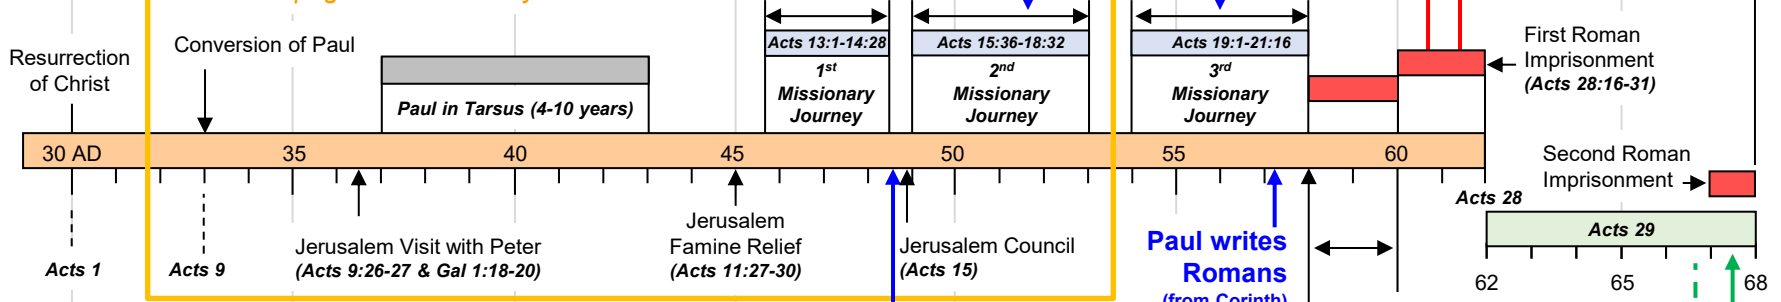 Acts 13:1-14:28
Acts 15:36-18:32
Acts 19:1-21:16
First Roman
Imprisonment
(Acts 28:16-31)
Resurrection
of Christ
Conversion of Paul
Paul in Tarsus (4-10 years)
1st
Missionary
Journey
2nd
Missionary
Journey
3rd
Missionary
Journey
30 AD
35
40
45
50
55
60
Second Roman
Imprisonment
Acts 28
Acts 29
62
65
68
Acts 1
Acts 9
Jerusalem Visit with Peter
(Acts 9:26-27 & Gal 1:18-20)
Jerusalem
Famine Relief
(Acts 11:27-30)
Jerusalem Council
(Acts 15)
Paul writes
Romans
(from Corinth)